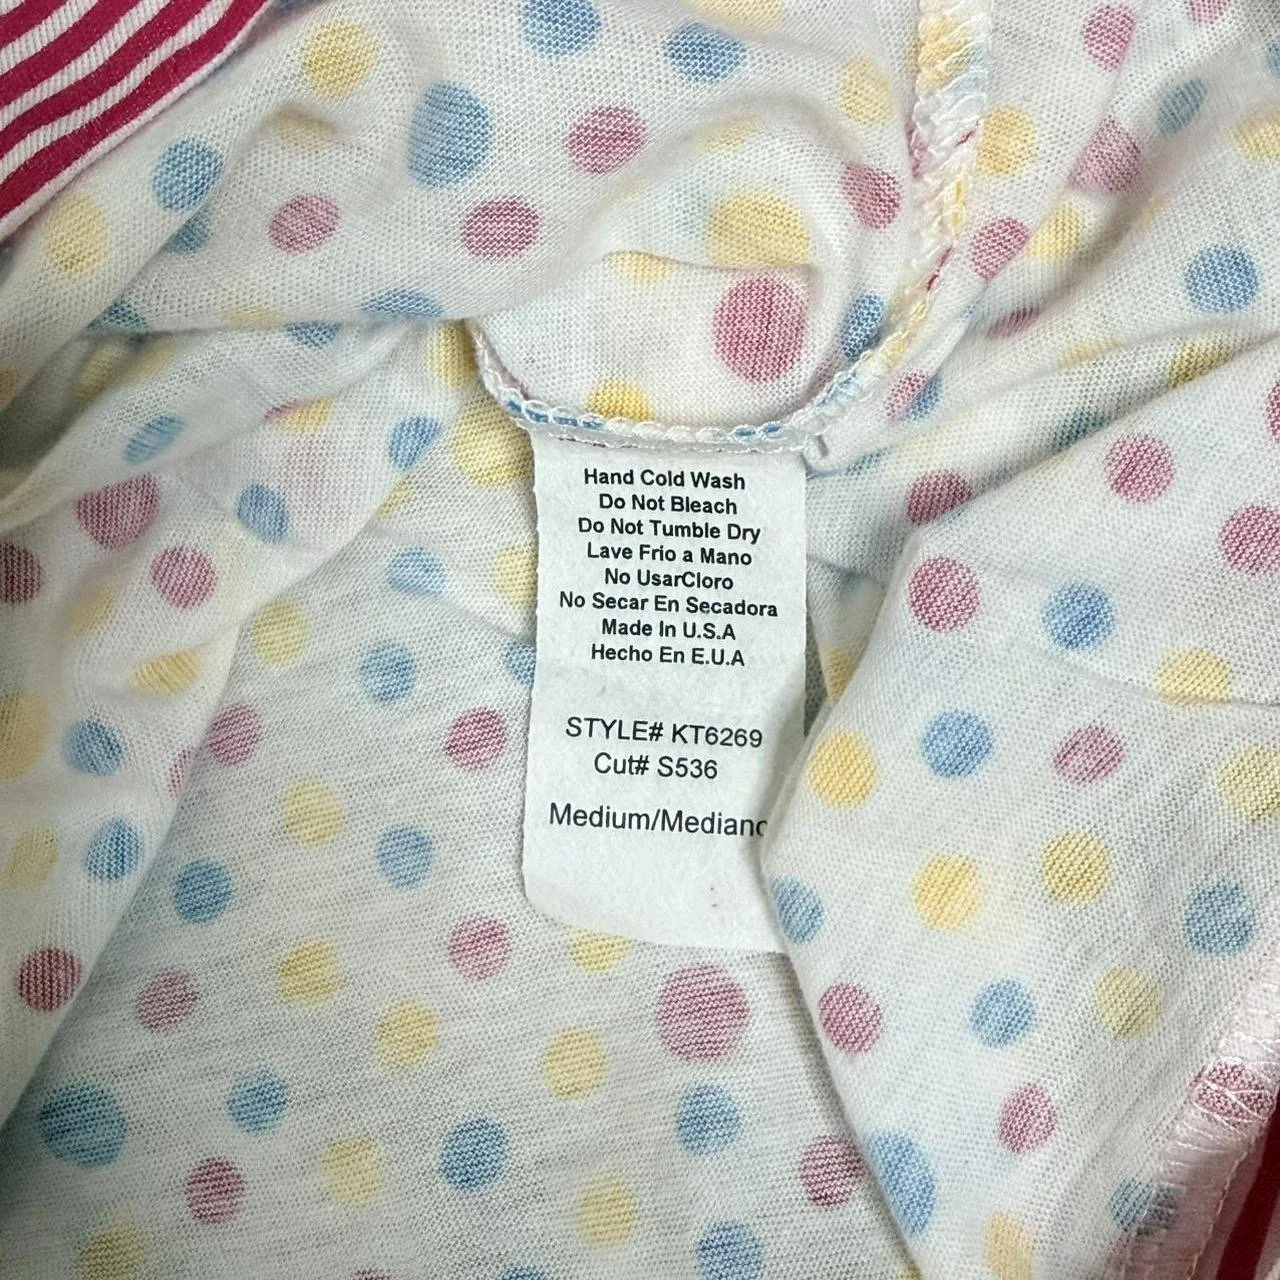 Hand Cold Wash
Do Not Bleach
Do Not Tumble Dry
Lave Frio a Mano
No UsarCloro
No Secar En Secadora
Made In U.S.A
Hecho En E.U.A
STYLE# KT6269
Cut# S536
Medium/Mediano